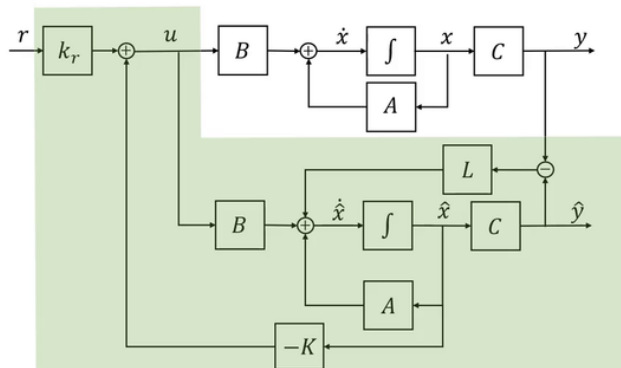 r k_r + u B + ẋ ∫ x C y
A
L −
B + x̂̇ ∫ x̂ C ŷ
A
−K